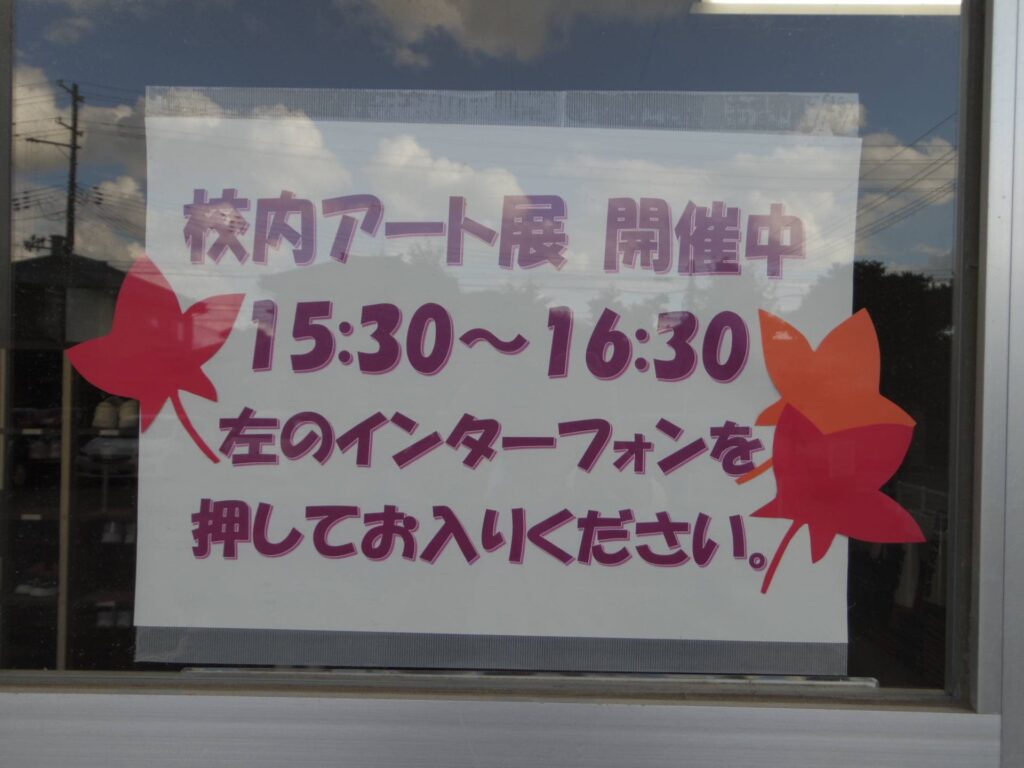 校内アート展 開催中
15:30～16:30
左のインターフォンを
押してお入りください。